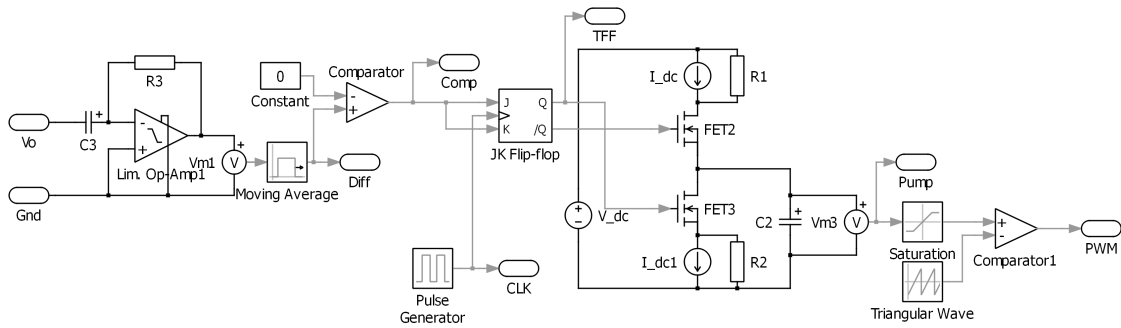 TFF
R3
0
Constant
Comparator
Comp
I_dc
R1
Vo
C3
+
-
+
Lim. Op-Amp1
Vm1
V
+
Moving Average
-
+
Diff
J
K
Q
/Q
JK Flip-flop
FET2
FET3
+
-
V_dc
C2
+
Vm3
V
+
Pump
Saturation
+
-
Comparator1
PWM
Gnd
Pulse
Generator
CLK
I_dc1
R2
Triangular Wave